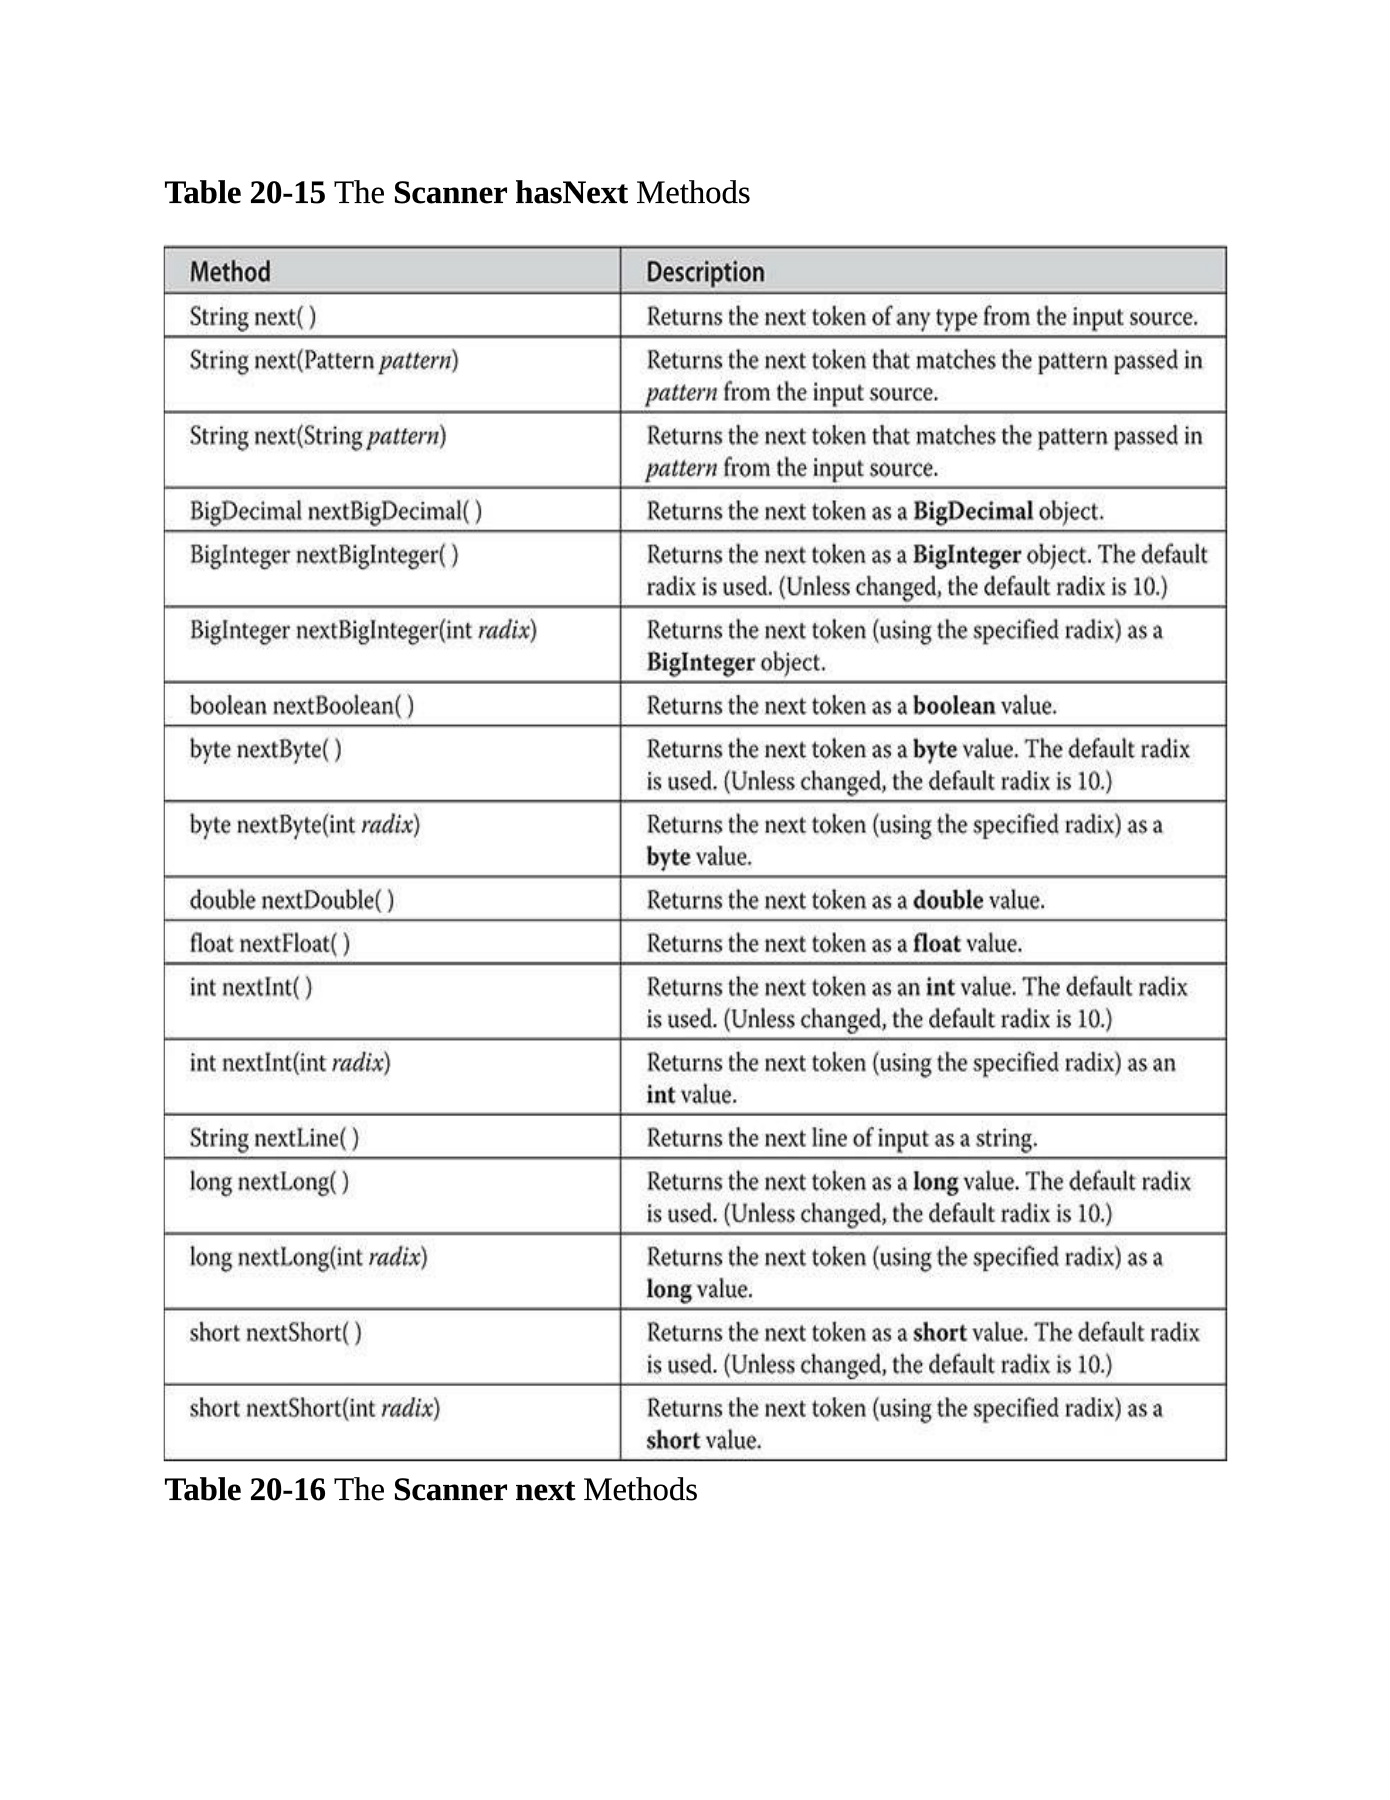 Table 20-15 The Scanner hasNext Methods
Method Description
String next( ) Returns the next token of any type from the input source.
String next(Pattern pattern) Returns the next token that matches the pattern passed in
pattern from the input source.
String next(String pattern) Returns the next token that matches the pattern passed in
pattern from the input source.
BigDecimal nextBigDecimal( ) Returns the next token as a BigDecimal object.
BigInteger nextBigInteger( ) Returns the next token as a BigInteger object. The default
radix is used. (Unless changed, the default radix is 10.)
BigInteger nextBigInteger(int radix) Returns the next token (using the specified radix) as a
BigInteger object.
boolean nextBoolean( ) Returns the next token as a boolean value.
byte nextByte( ) Returns the next token as a byte value. The default radix
is used. (Unless changed, the default radix is 10.)
byte nextByte(int radix) Returns the next token (using the specified radix) as a
byte value.
double nextDouble( ) Returns the next token as a double value.
float nextFloat( ) Returns the next token as a float value.
int nextInt( ) Returns the next token as an int value. The default radix
is used. (Unless changed, the default radix is 10.)
int nextInt(int radix) Returns the next token (using the specified radix) as an
int value.
String nextLine( ) Returns the next line of input as a string.
long nextLong( ) Returns the next token as a long value. The default radix
is used. (Unless changed, the default radix is 10.)
long nextLong(int radix) Returns the next token (using the specified radix) as a
long value.
short nextShort( ) Returns the next token as a short value. The default radix
is used. (Unless changed, the default radix is 10.)
short nextShort(int radix) Returns the next token (using the specified radix) as a
short value.
Table 20-16 The Scanner next Methods